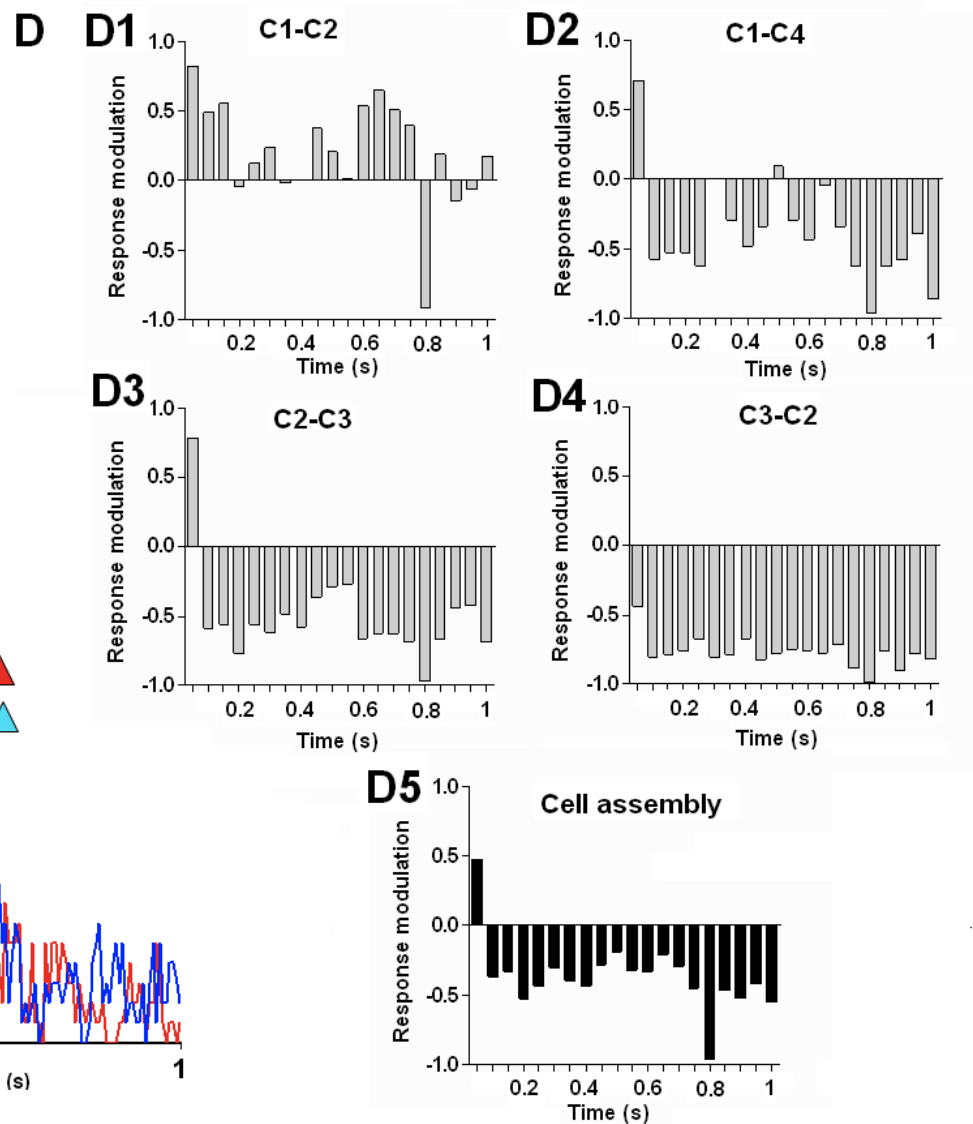 D
D1
C1-C2
Response modulation
1.0
0.5
0.0
-0.5
-1.0
0.2 0.4 0.6 0.8 1
Time (s)
D2
C1-C4
Response modulation
1.0
0.5
0.0
-0.5
-1.0
0.2 0.4 0.6 0.8 1
Time (s)
D3
C2-C3
Response modulation
1.0
0.5
0.0
-0.5
-1.0
0.2 0.4 0.6 0.8 1
Time (s)
D4
C3-C2
Response modulation
1.0
0.5
0.0
-0.5
-1.0
0.2 0.4 0.6 0.8 1
Time (s)
D5
Cell assembly
Response modulation
1.0
0.5
0.0
-0.5
-1.0
0.2 0.4 0.6 0.8 1
Time (s)
1
(s)